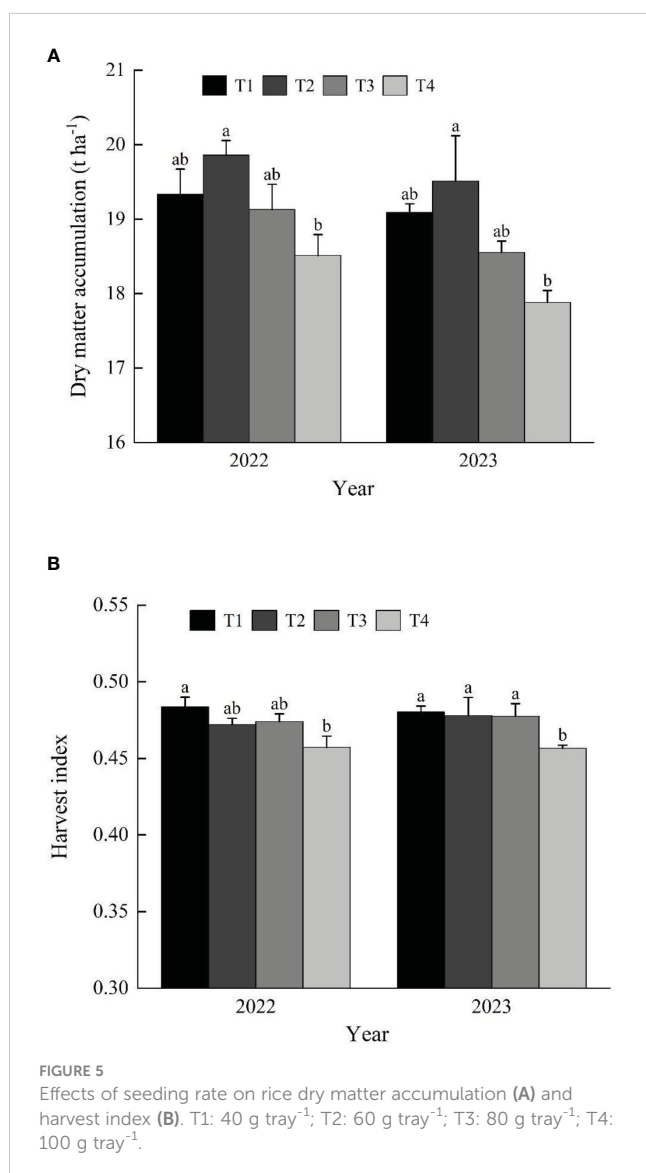 A
21
T1 T2 T3 T4
20
19
18
17
16
Dry matter accumulation (t ha⁻¹)
ab a ab b
ab a ab b
2022 2023
Year
B
0.55
T1 T2 T3 T4
0.50
0.45
0.40
0.35
0.30
Harvest index
a ab ab b
a a a b
2022 2023
Year
FIGURE 5
Effects of seeding rate on rice dry matter accumulation (A) and
harvest index (B). T1: 40 g tray⁻¹; T2: 60 g tray⁻¹; T3: 80 g tray⁻¹; T4:
100 g tray⁻¹.